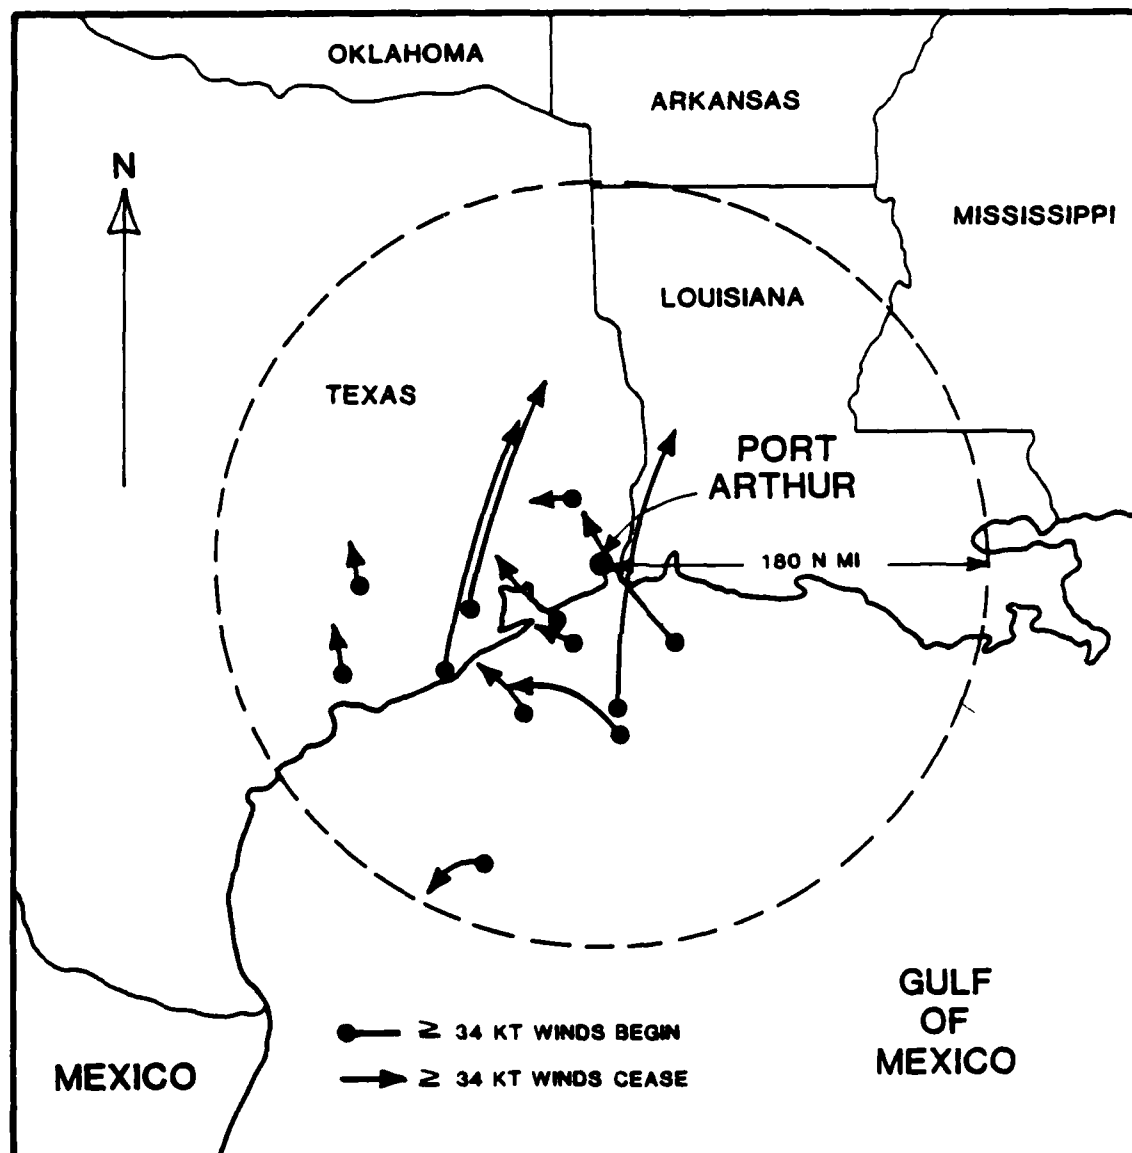 OKLAHOMA
ARKANSAS
N
MISSISSIPPI
LOUISIANA
TEXAS
PORT
ARTHUR
180 N MI
GULF
OF
MEXICO
≥ 34 KT WINDS BEGIN
≥ 34 KT WINDS CEASE
MEXICO